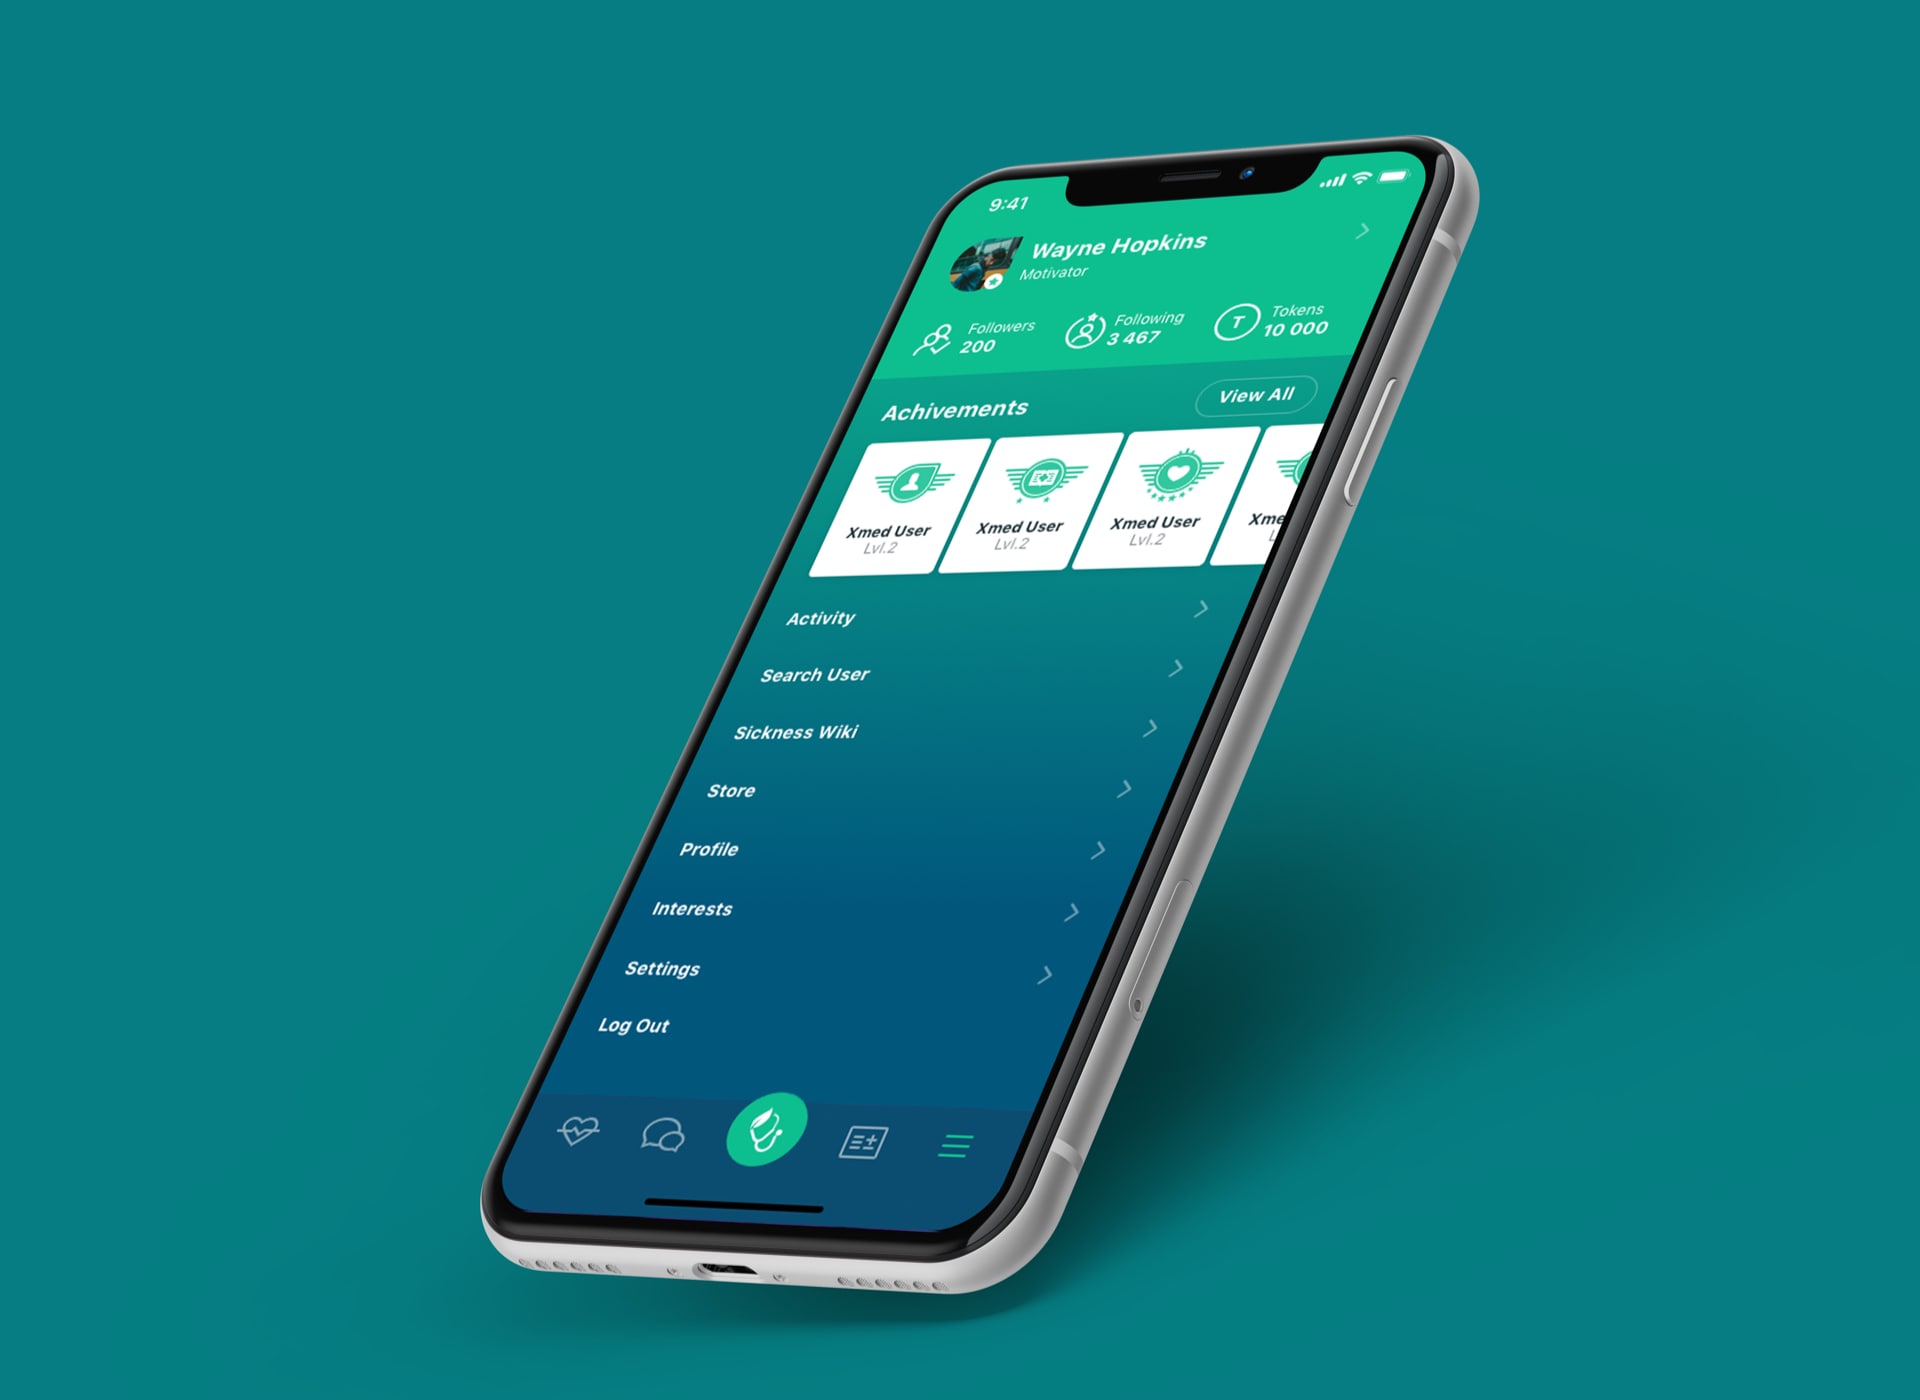 9:41
Wayne Hopkins
Motivator
Followers
200
Following
3 467
T
Tokens
10 000
Achivements
View All
Xmed User
Lvl.2
Xmed User
Lvl.2
Xmed User
Lvl.2
Xme
L
Activity
Search User
Sickness Wiki
Store
Profile
Interests
Settings
Log Out